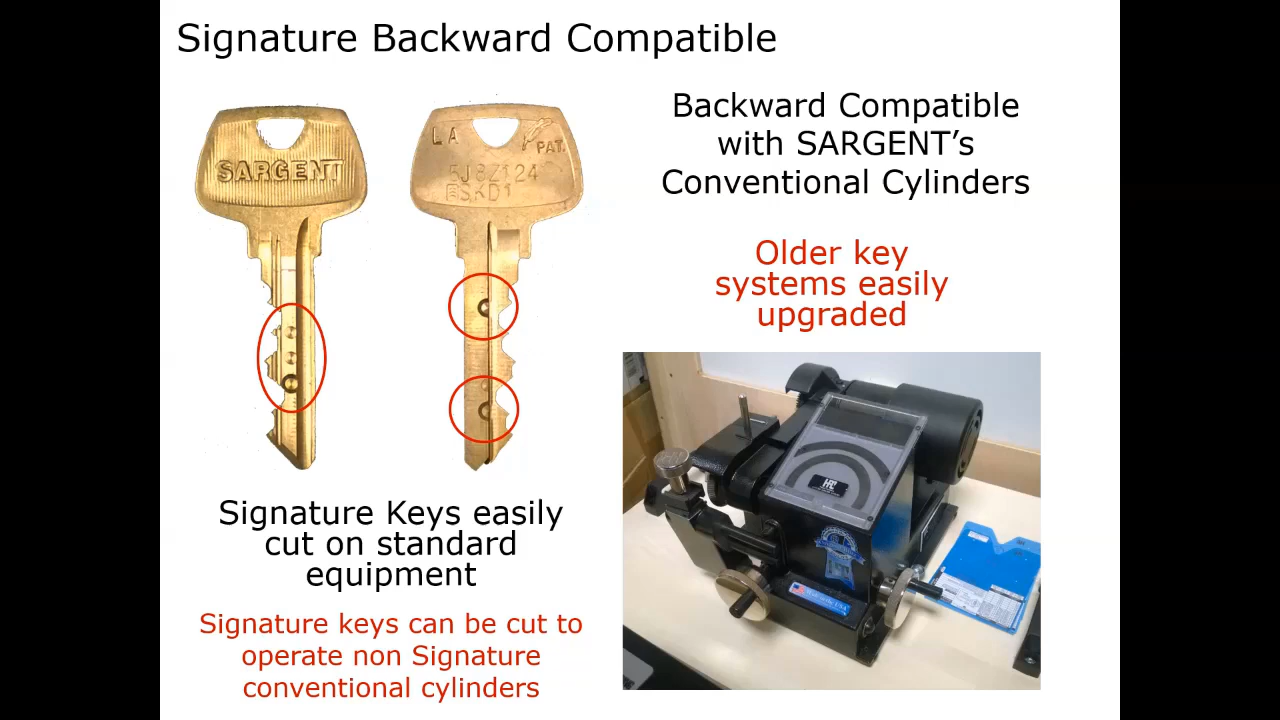 Signature Backward Compatible
SARGENT
LA
PAT.
Backward Compatible
with SARGENT’s
Conventional Cylinders
Older key
systems easily
upgraded
Signature Keys easily
cut on standard
equipment
Signature keys can be cut to
operate non Signature
conventional cylinders